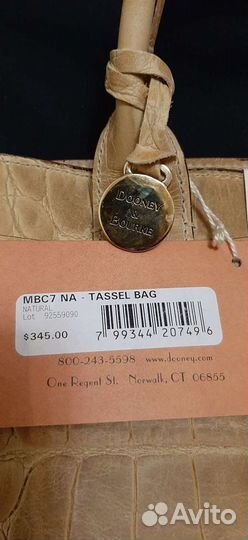 DOONEY
&
BOURKE
MBC7 NA - TASSEL BAG
NATURAL
Lot 92559090
$345.00
7 99344 20749 6
800-243-5598 www.dooney.com
One Regent St. Norwalk, CT 06855
Avito